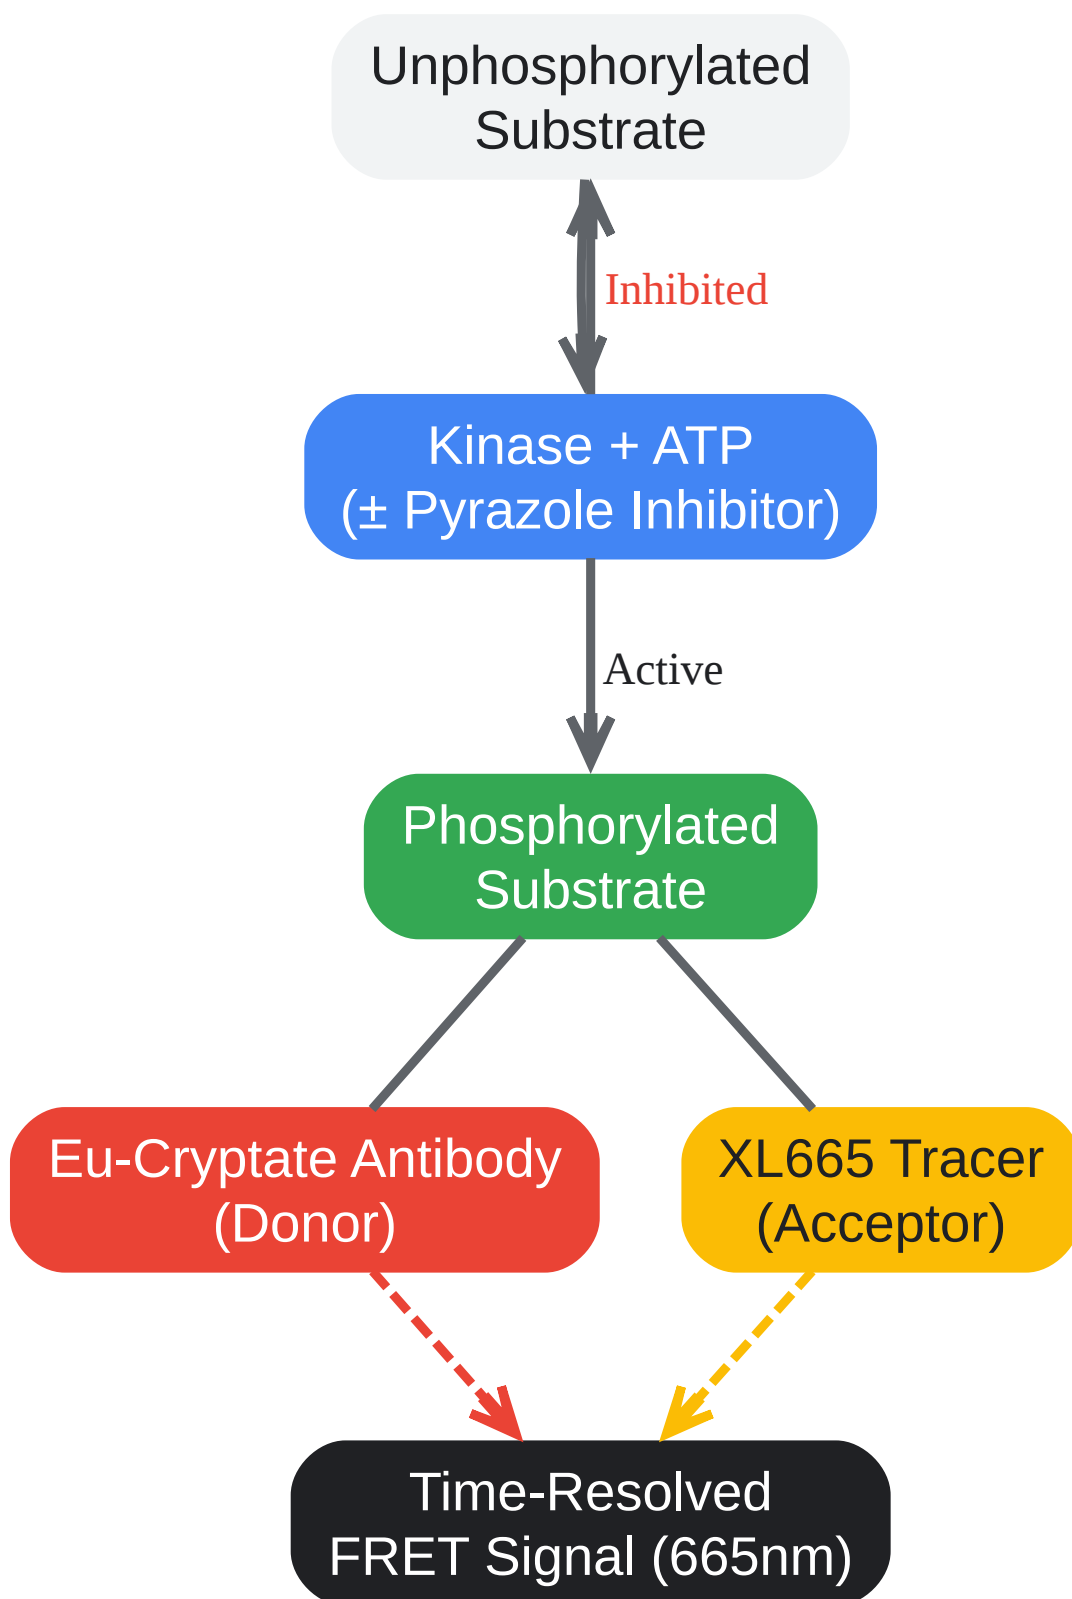 Unphosphorylated
Substrate
Inhibited
Kinase + ATP
(± Pyrazole Inhibitor)
Active
Phosphorylated
Substrate
Eu-Cryptate Antibody
(Donor)
XL665 Tracer
(Acceptor)
Time-Resolved
FRET Signal (665nm)